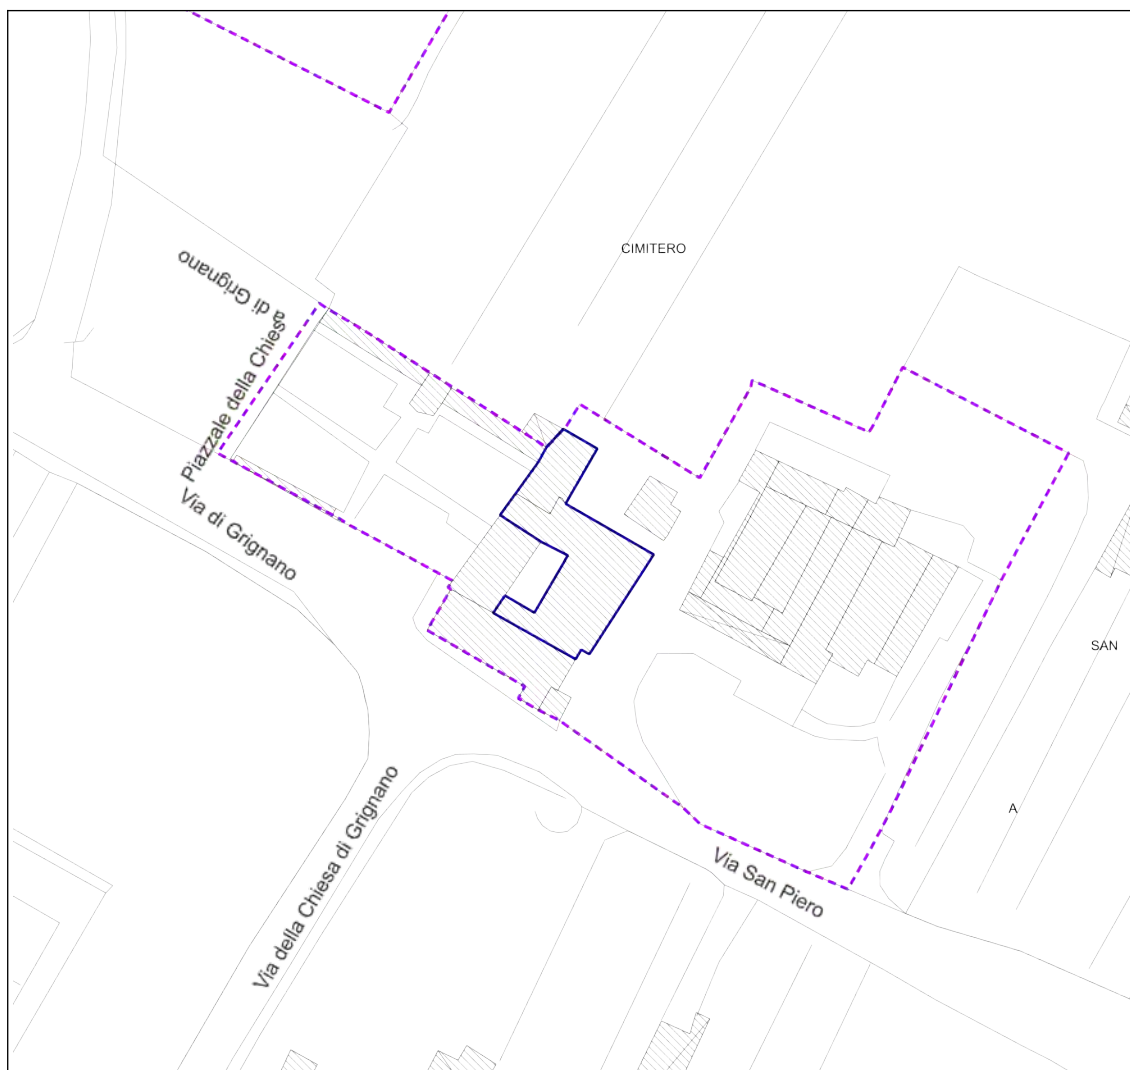 CIMITERO
Piazzale della Chiesa di Grignano
Via di Grignano
SAN
A
Via della Chiesa di Grignano
Via San Piero